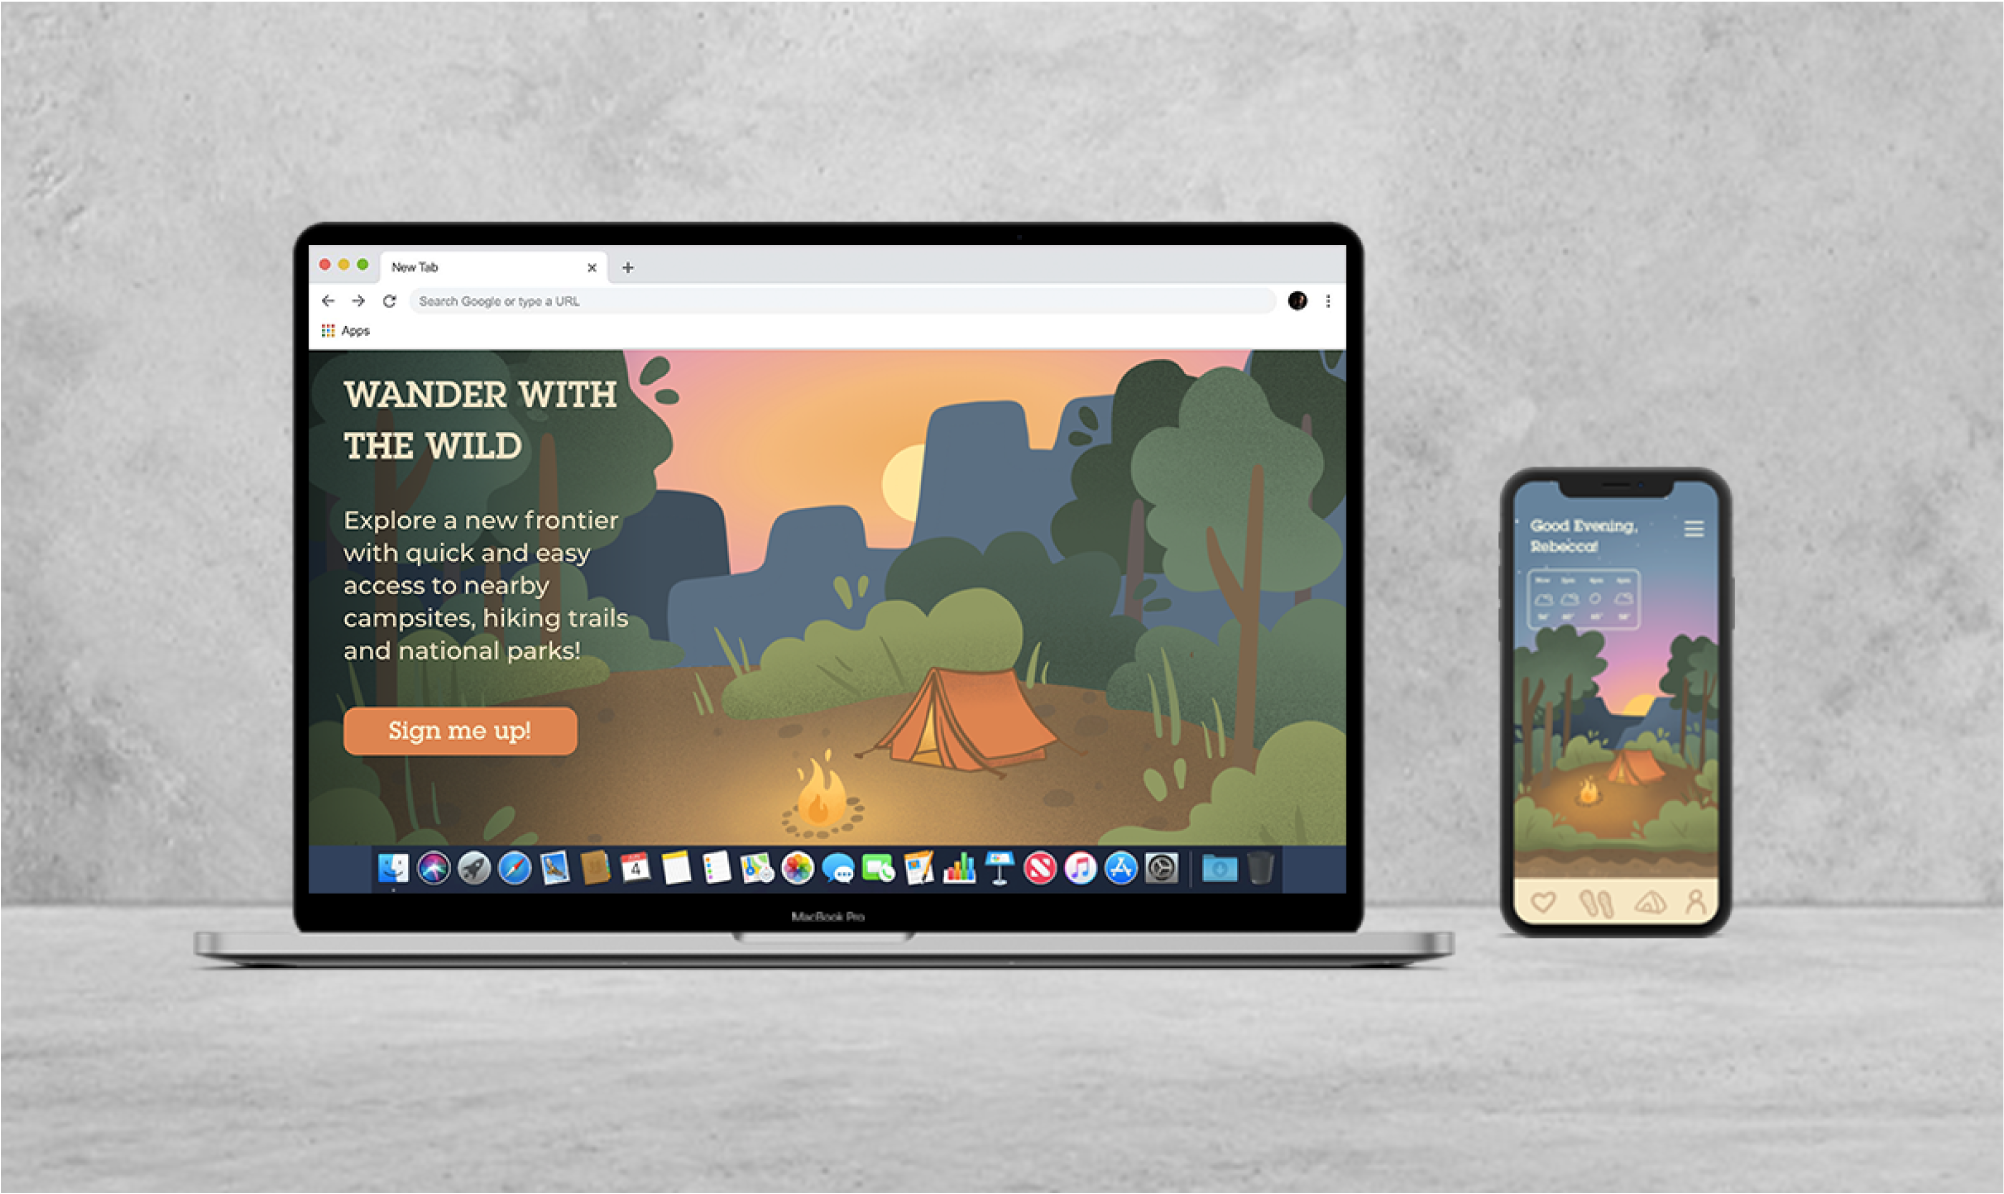 New Tab
Search Google or type a URL
Apps
WANDER WITH
THE WILD
Explore a new frontier
with quick and easy
access to nearby
campsites, hiking trails
and national parks!
Sign me up!
4
MacBook Pro
Good Evening,
Rebecca!